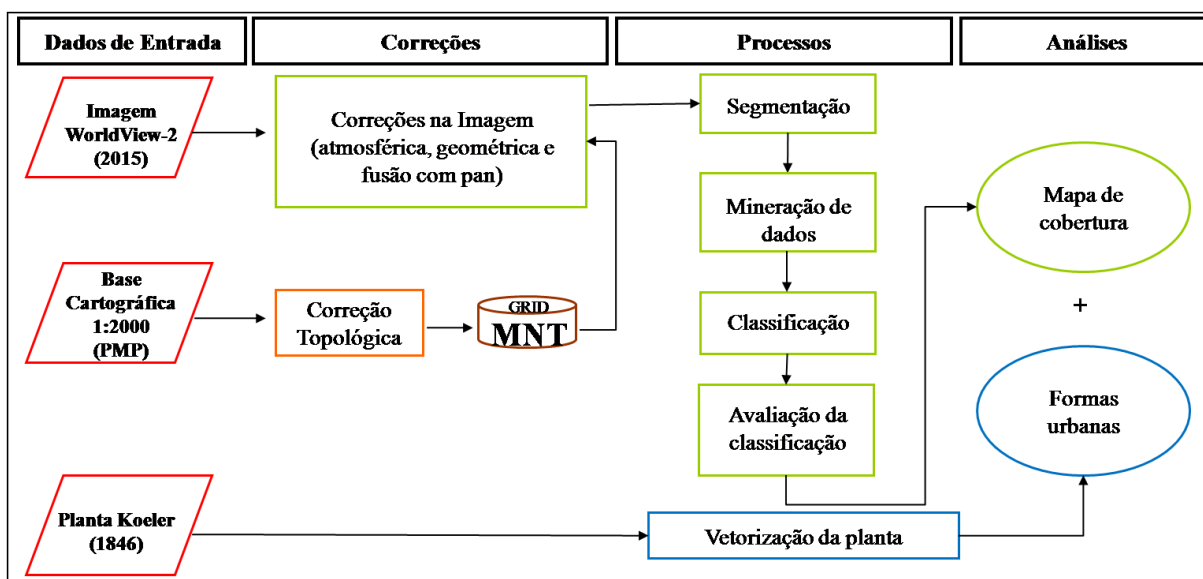 Dados de Entrada
Correções
Processos
Análises
Imagem
WorldView-2
(2015)
Correções na Imagem
(atmosférica, geométrica e
fusão com pan)
Segmentação
Mineração de
dados
Mapa de
cobertura
Base
Cartográfica
1:2000
(PMP)
Correção
Topológica
GRID
MNT
Classificação
+
Avaliação da
classificação
Formas
urbanas
Planta Koeler
(1846)
Vetorização da planta